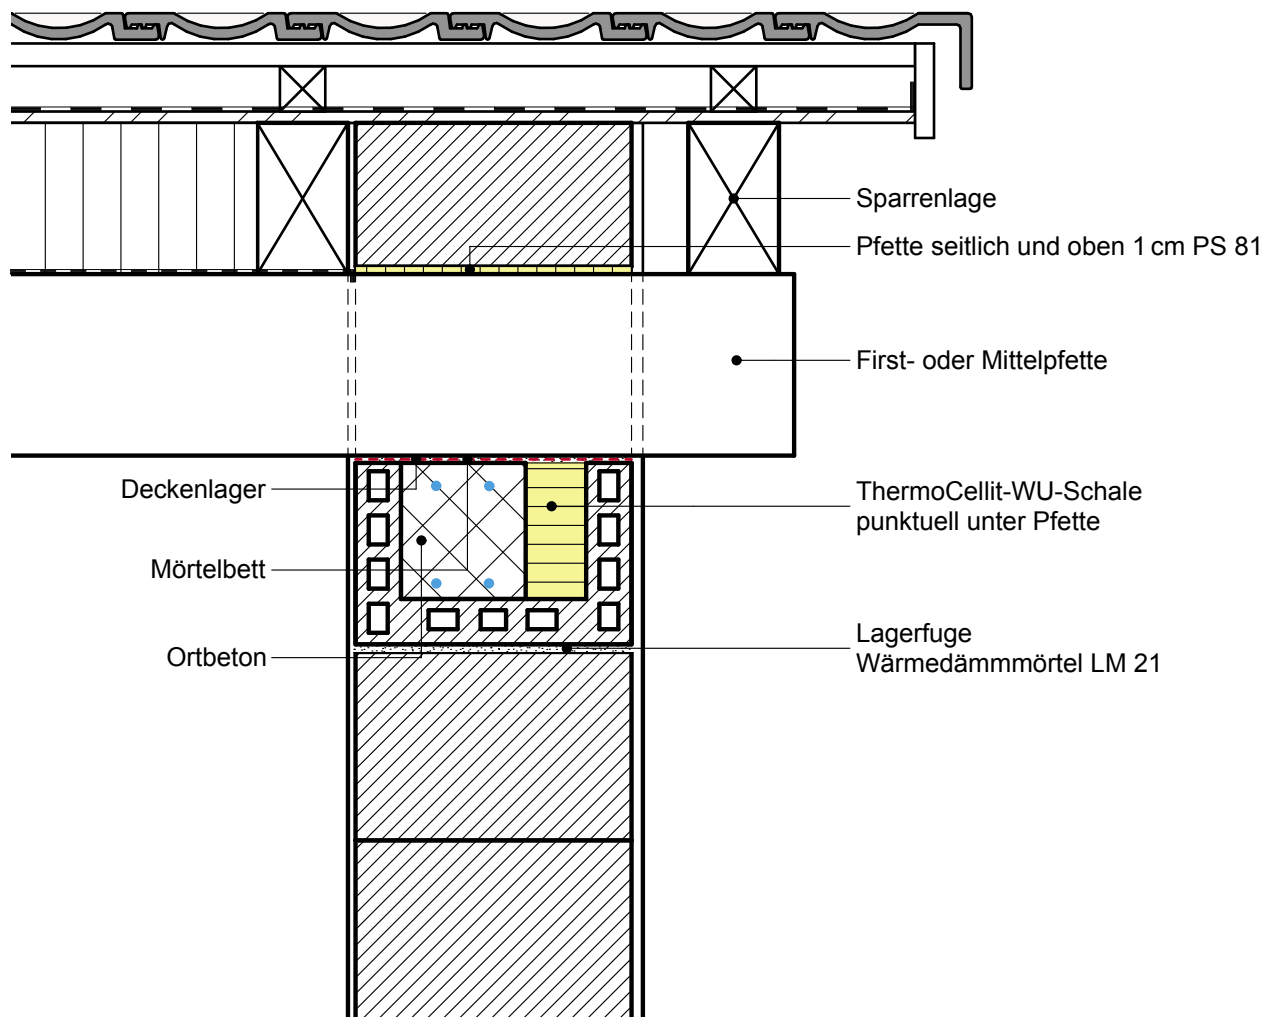 Sparrenlage
Pfette seitlich und oben 1 cm PS 81
First- oder Mittelpfette
Deckenlager
ThermoCellit-WU-Schale
punktuell unter Pfette
Mörtelbett
Ortbeton
Lagerfuge
Wärmedämmmörtel LM 21